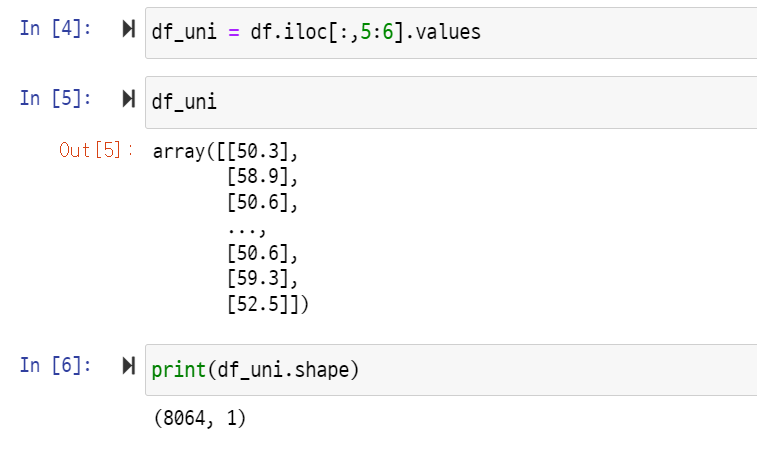 In [4]: df_uni = df.iloc[:,5:6].values
In [5]: df_uni
Out[5]: array([[50.3],
[58.9],
[50.6],
...,
[50.6],
[59.3],
[52.5]])
In [6]: print(df_uni.shape)
(8064, 1)